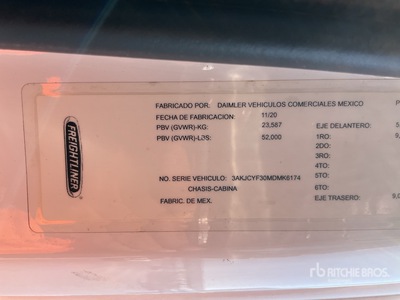 FABRICADO POR: DAIMLER VEHICULOS COMERCIALES MEXICO
FECHA DE FABRICACION: 11/20
PBV (GVWR)-KG: 23,587 EJE DELANTERO:
PBV (GVWR)-LBS: 52,000 1RO:
2DO:
3RO:
4TO:
NO. SERIE VEHICULO: 3AKJCYF30MDMK6174 5TO:
CHASIS-CABINA 6TO:
FABRIC. DE MEX. EJE TRASERO:
FREIGHTLINER
rb RITCHIE BROS